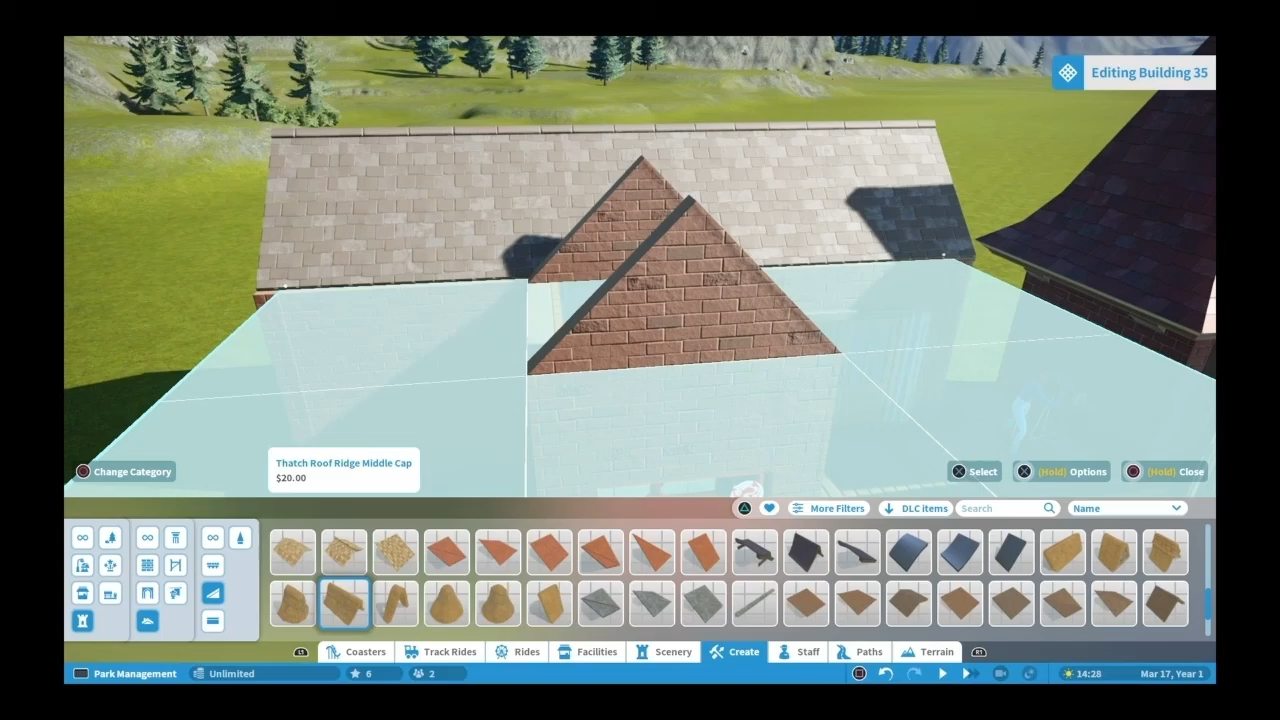 Editing Building 35
Thatch Roof Ridge Middle Cap
$20.00
Change Category
Select
(Hold) Options
(Hold) Close
More Filters
DLC items
Search
Name
L1
Coasters
Track Rides
Rides
Facilities
Scenery
Create
Staff
Paths
Terrain
R1
Park Management
Unlimited
6
2
14:28
Mar 17, Year 1